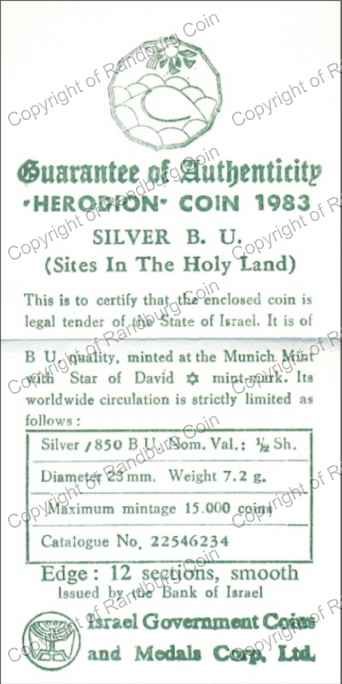 Guarantee of Authenticity
"HERODION" COIN 1983
SILVER B. U.
(Sites In The Holy Land)
This is to certify that the enclosed coin is
legal tender of the State of Israel. It is of
B U. quality, minted at the Munich Mint
with Star of David ✡ mint-mark. Its
worldwide circulation is strictly limited as
follows :
Silver /850 B U. Nom. Val.: ½ Sh.
Diameter 23 mm. Weight 7.2 g.
Maximum mintage 15.000 coins
Catalogue No. 22546234
Edge: 12 sections, smooth
Issued by the Bank of Israel
Israel Government Coins
and Medals Corp, Ltd.
Copyright of Randburg Coin